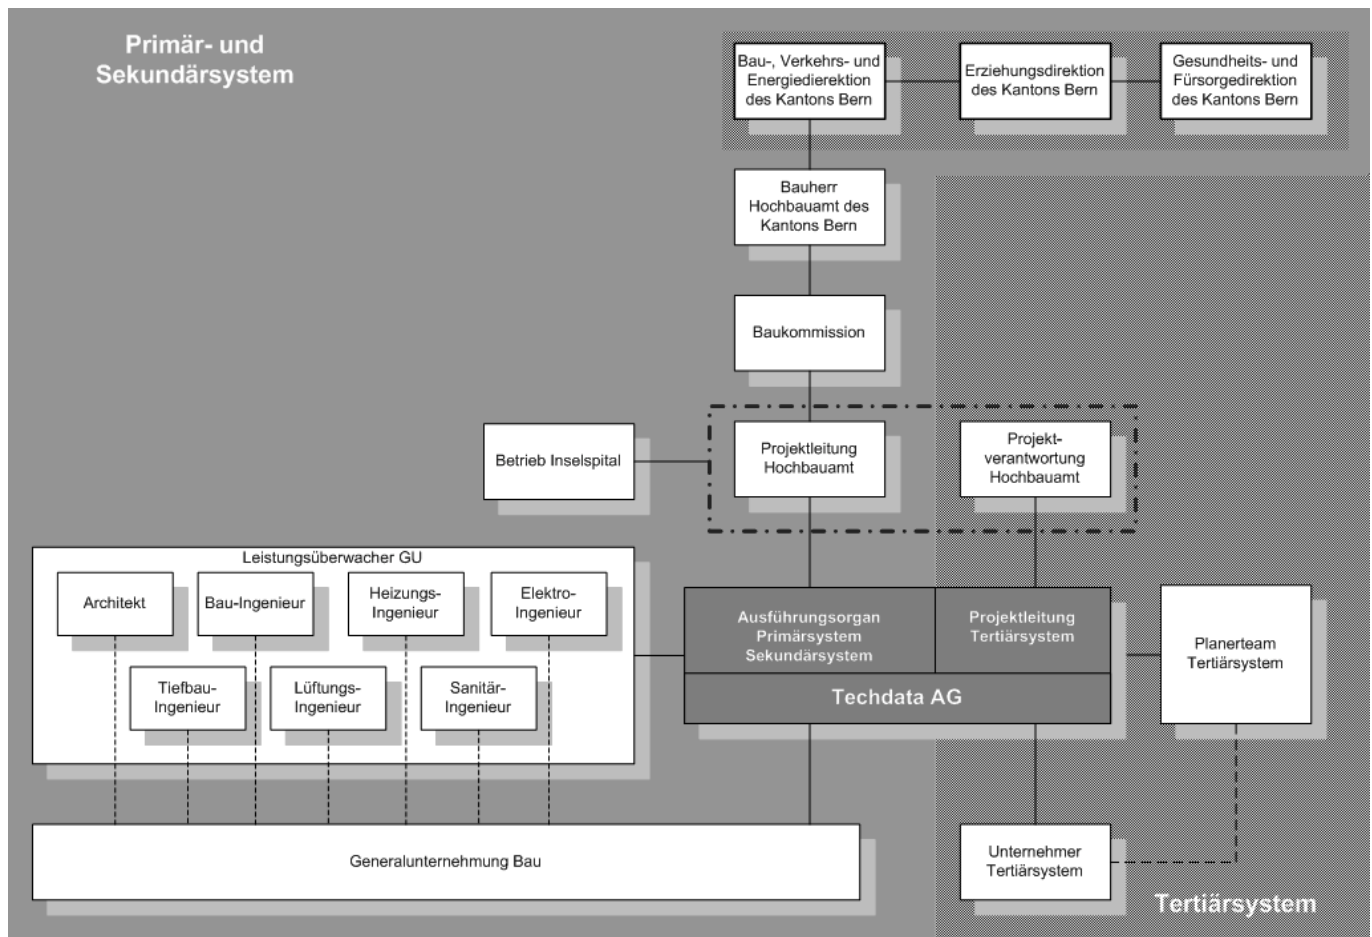 Primär- und
Sekundärsystem
Bau-, Verkehrs- und
Energiedierektion
des Kantons Bern
Erziehungsdirektion
des Kantons Bern
Gesundheits- und
Fürsorgedirektion
des Kantons Bern
Bauherr
Hochbauamt des
Kantons Bern
Baukommission
Betrieb Inselspital
Projektleitung
Hochbauamt
Projekt-
verantwortung
Hochbauamt
Leistungsüberwacher GU
Architekt
Bau-Ingenieur
Heizungs-
Ingenieur
Elektro-
Ingenieur
Tiefbau-
Ingenieur
Lüftungs-
Ingenieur
Sanitär-
Ingenieur
Ausführungsorgan
Primärsystem
Sekundärsystem
Projektleitung
Tertiärsystem
Techdata AG
Planerteam
Tertiärsystem
Generalunternehmung Bau
Unternehmer
Tertiärsystem
Tertiärsystem